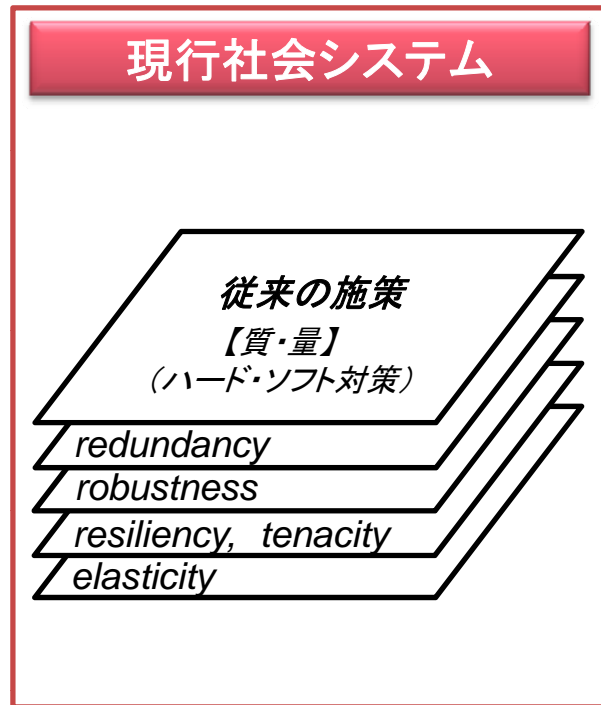 現行社会システム
従来の施策
【質・量】
（ハード・ソフト対策）
redundancy
robustness
resiliency, tenacity
elasticity